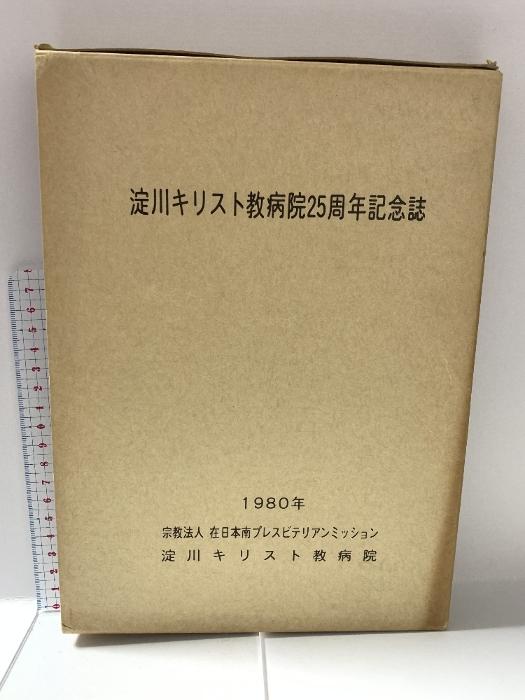 淀川キリスト教病院25周年記念誌
1980年
宗教法人 在日本南プレスビテリアンミッション
淀川キリスト教病院